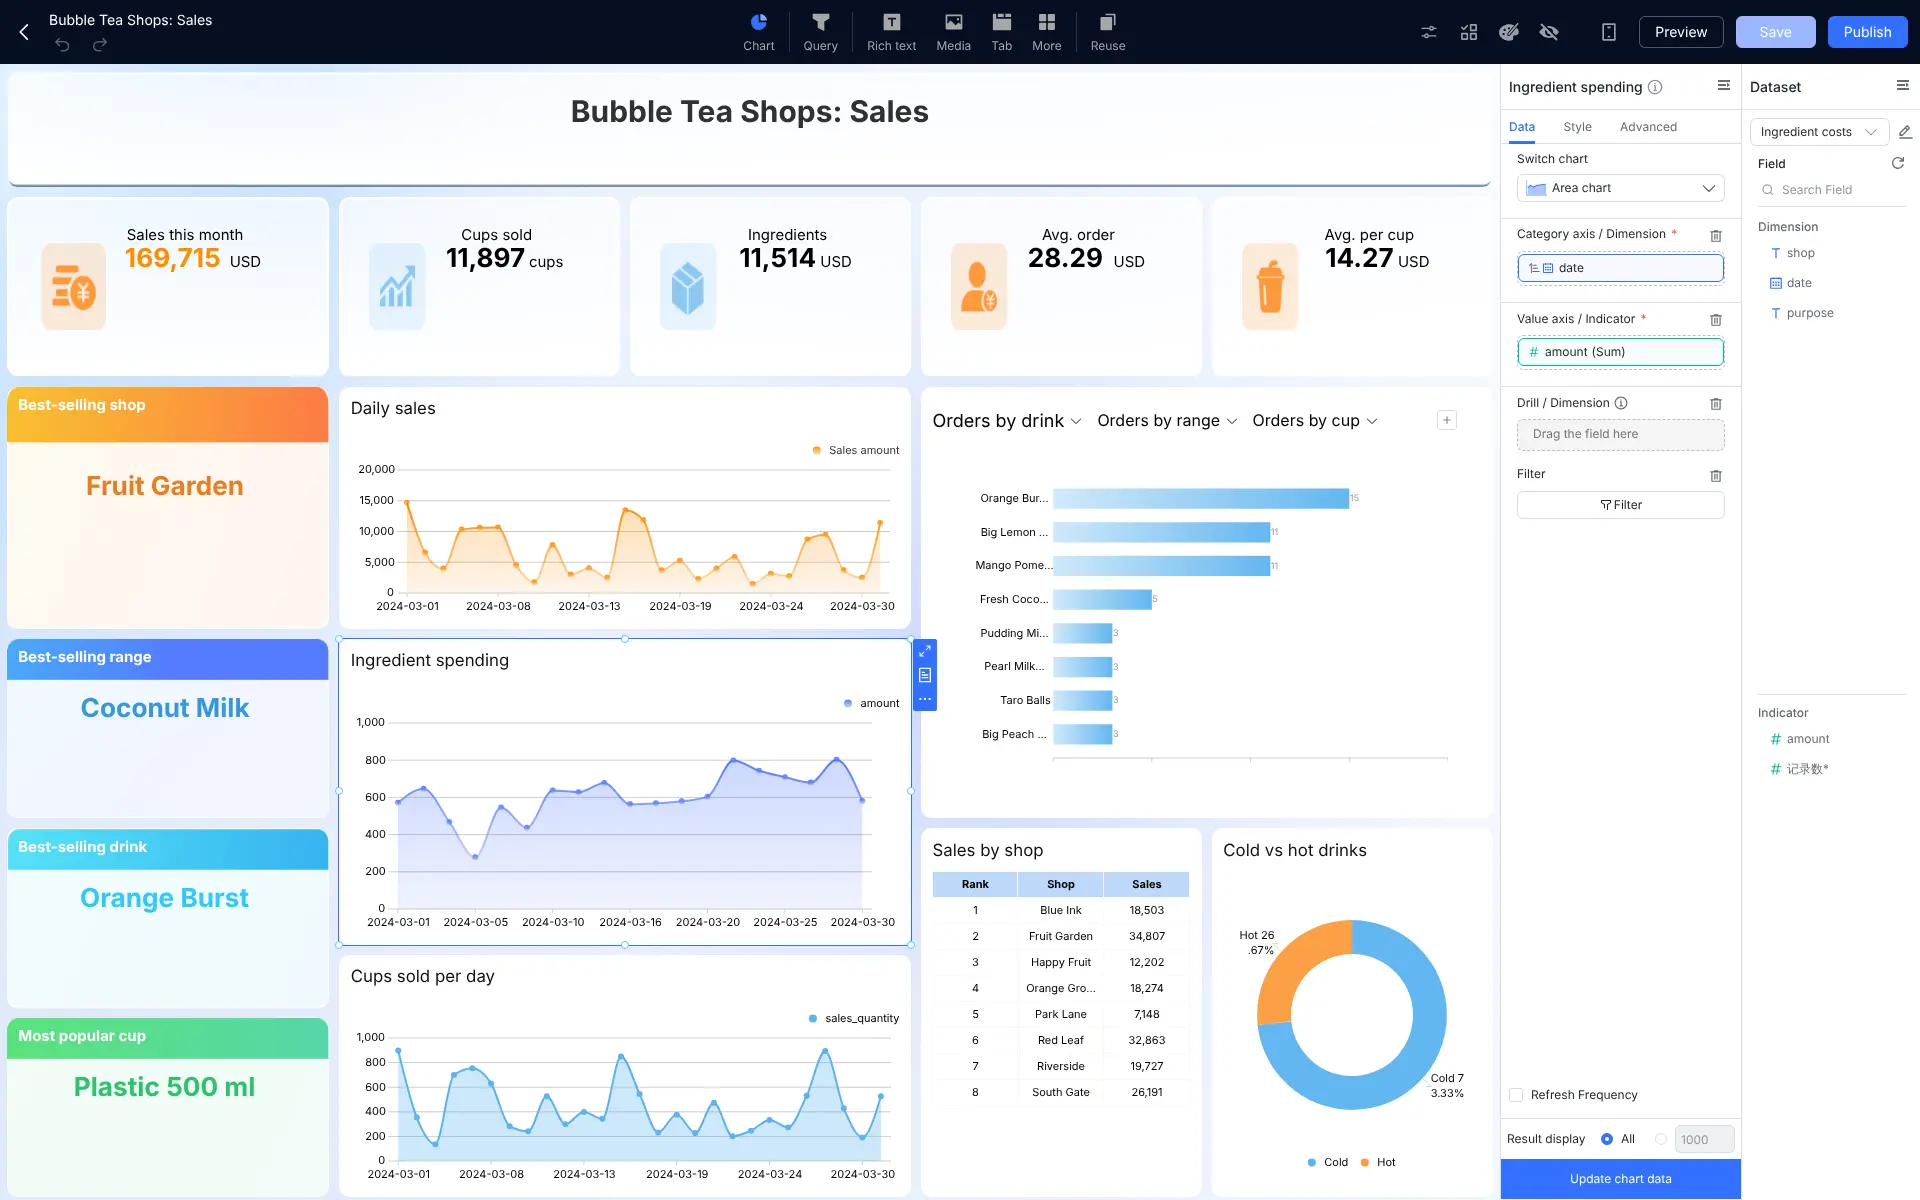 Bubble Tea Shops: Sales
Chart
Query
Rich text
Media
Tab
More
Reuse
Preview
Save
Publish
Bubble Tea Shops: Sales
Sales this month
169,715 USD
Cups sold
11,897 cups
Ingredients
11,514 USD
Avg. order
28.29 USD
Avg. per cup
14.27 USD
Best-selling shop
Fruit Garden
Best-selling range
Coconut Milk
Best-selling drink
Orange Burst
Most popular cup
Plastic 500 ml
Daily sales
Sales amount
20,000
15,000
10,000
5,000
0
2024-03-01 2024-03-08 2024-03-13 2024-03-19 2024-03-24 2024-03-30
Ingredient spending
amount
1,000
800
600
400
200
0
2024-03-01 2024-03-05 2024-03-10 2024-03-16 2024-03-20 2024-03-25 2024-03-30
Cups sold per day
sales_quantity
1,000
800
600
400
200
0
2024-03-01 2024-03-08 2024-03-13 2024-03-19 2024-03-24 2024-03-30
Orders by drink Orders by range Orders by cup
Orange Bur... 15
Big Lemon ... 11
Mango Pome... 11
Fresh Coco... 5
Pudding Mi... 3
Pearl Milk... 3
Taro Balls 3
Big Peach ... 3
Sales by shop
Rank Shop Sales
1 Blue Ink 18,503
2 Fruit Garden 34,807
3 Happy Fruit 12,202
4 Orange Gro... 18,274
5 Park Lane 7,148
6 Red Leaf 32,863
7 Riverside 19,727
8 South Gate 26,191
Cold vs hot drinks
Hot 26
.67%
Cold 7
3.33%
Cold Hot
Ingredient spending
Data Style Advanced
Switch chart
Area chart
Category axis / Dimension *
date
Value axis / Indicator *
# amount (Sum)
Drill / Dimension
Drag the field here
Filter
Filter
Refresh Frequency
Result display All 1000
Update chart data
Dataset
Ingredient costs
Field
Search Field
Dimension
T shop
date
T purpose
Indicator
# amount
# 记录数*